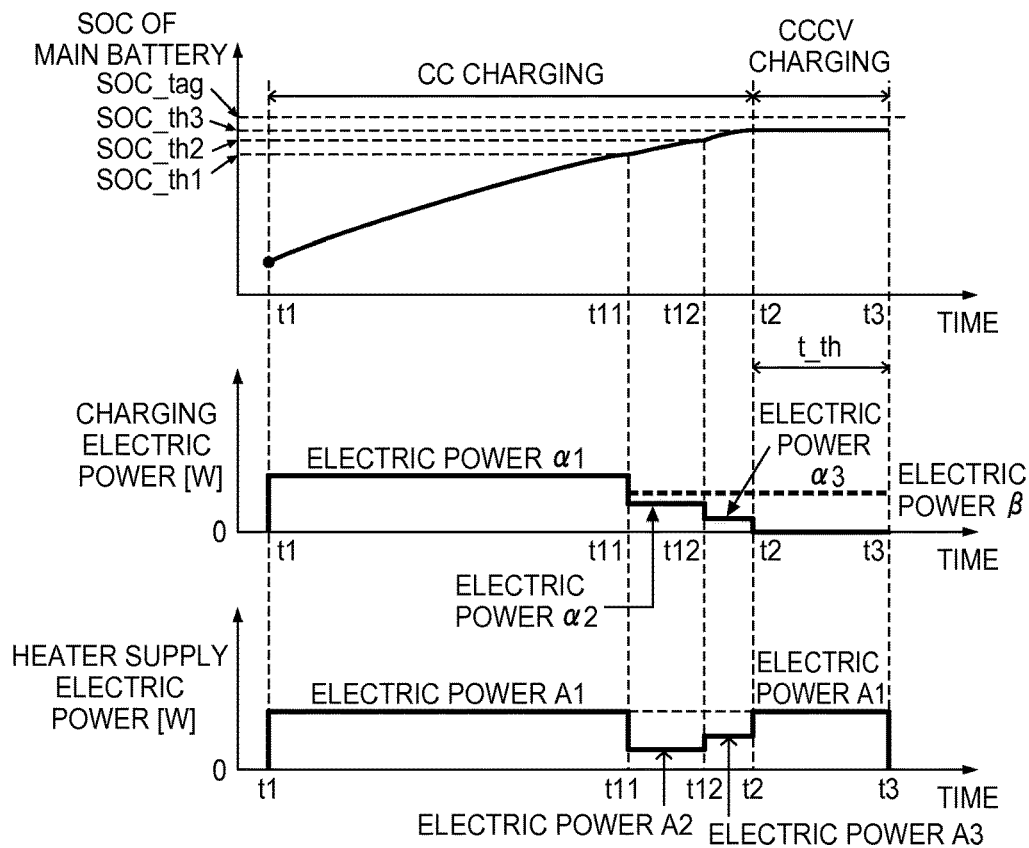 SOC OF
MAIN BATTERY
SOC_tag
SOC_th3
SOC_th2
SOC_th1
CC CHARGING
CCCV
CHARGING
t1
t11
t12
t2
t3
TIME
t_th
CHARGING
ELECTRIC
POWER [W]
ELECTRIC POWER α1
ELECTRIC
POWER
α3
ELECTRIC
POWER β
0
t1
t11
t12
t2
t3
TIME
ELECTRIC
POWER α2
HEATER SUPPLY
ELECTRIC
POWER [W]
ELECTRIC POWER A1
ELECTRIC
POWER A1
0
t1
t11
t12
t2
t3
TIME
ELECTRIC POWER A2
ELECTRIC POWER A3